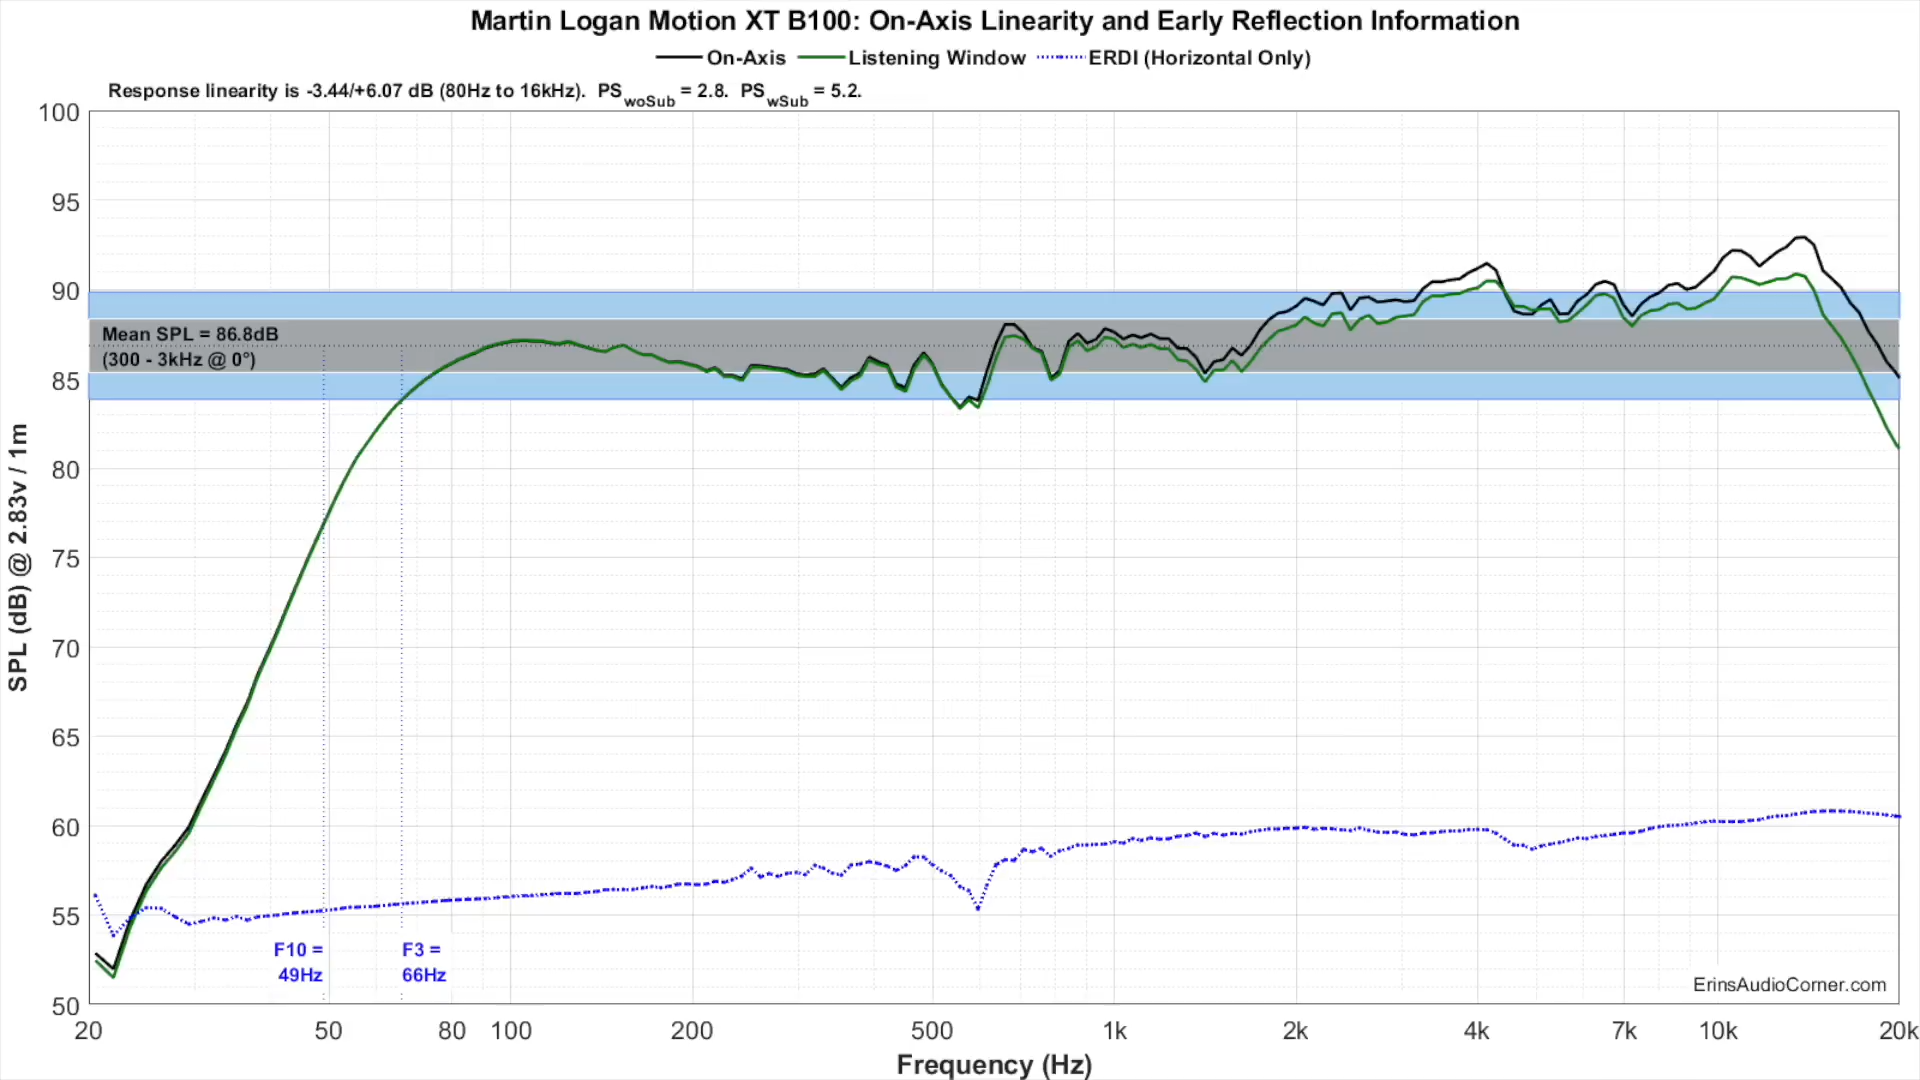 Martin Logan Motion XT B100: On-Axis Linearity and Early Reflection Information
On-Axis Listening Window ERDI (Horizontal Only)
Response linearity is -3.44/+6.07 dB (80Hz to 16kHz). PSwoSub = 2.8. PSwSub = 5.2.
100
95
90
85
80
75
70
65
60
55
50
SPL (dB) @ 2.83v / 1m
Mean SPL = 86.8dB
(300 - 3kHz @ 0°)
F10 =
49Hz
F3 =
66Hz
ErinsAudioCorner.com
20 50 80 100 200 500 1k 2k 4k 7k 10k 20k
Frequency (Hz)